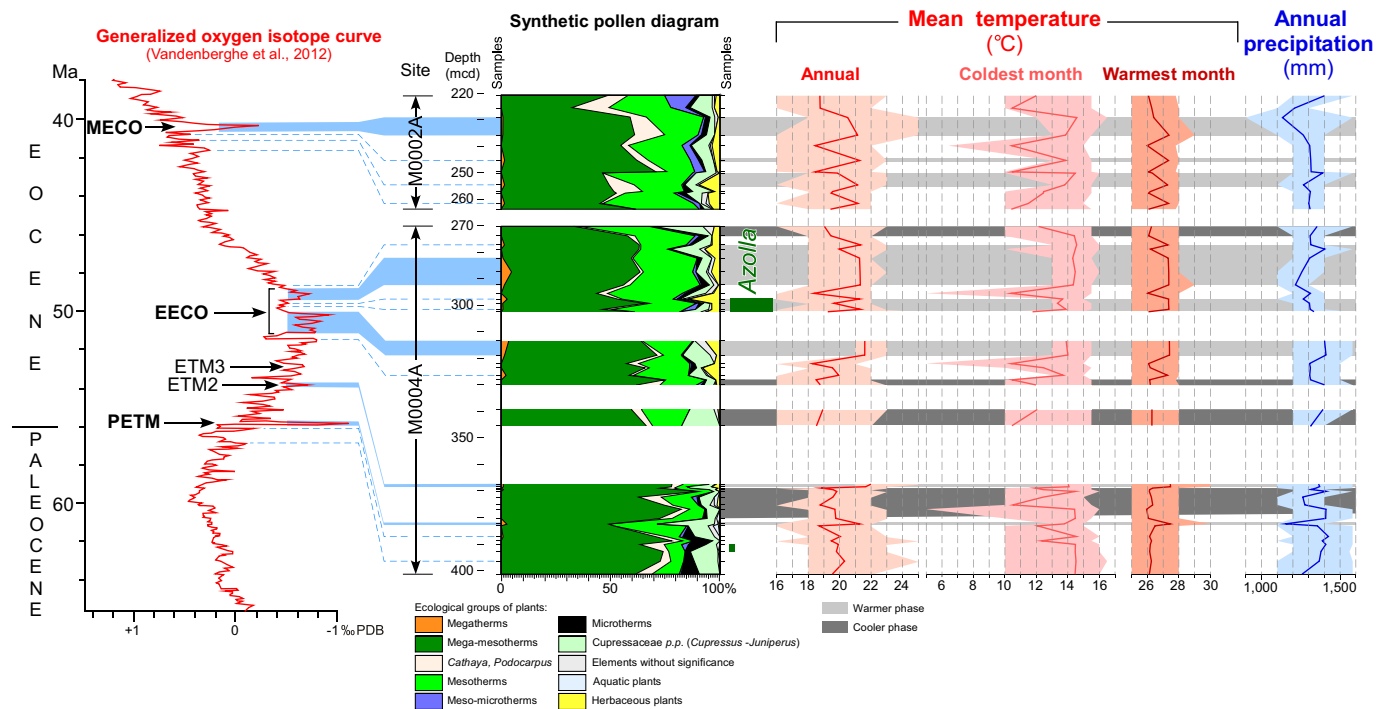 Generalized oxygen isotope curve
(Vandenberghe et al., 2012)
Ma
40
50
60
MECO
EECO
ETM3
ETM2
PETM
EOCENE
PALEOCENE
+1
0
-1 ‰ PDB
Site
M0002A
M0004A
Depth
(mcd)
220
250
260
270
300
350
400
Synthetic pollen diagram
Samples
Samples
0
50
100%
Azolla
Mean temperature
(°C)
Annual
Coldest month
Warmest month
16 18 20 22 24
6 8 10 12 14 16
26 28 30
Annual
precipitation
(mm)
1,000
1,500
Warmer phase
Cooler phase
Ecological groups of plants:
Megatherms
Mega-mesotherms
Cathaya, Podocarpus
Mesotherms
Meso-microtherms
Microtherms
Cupressaceae p.p. (Cupressus -Juniperus)
Elements without significance
Aquatic plants
Herbaceous plants